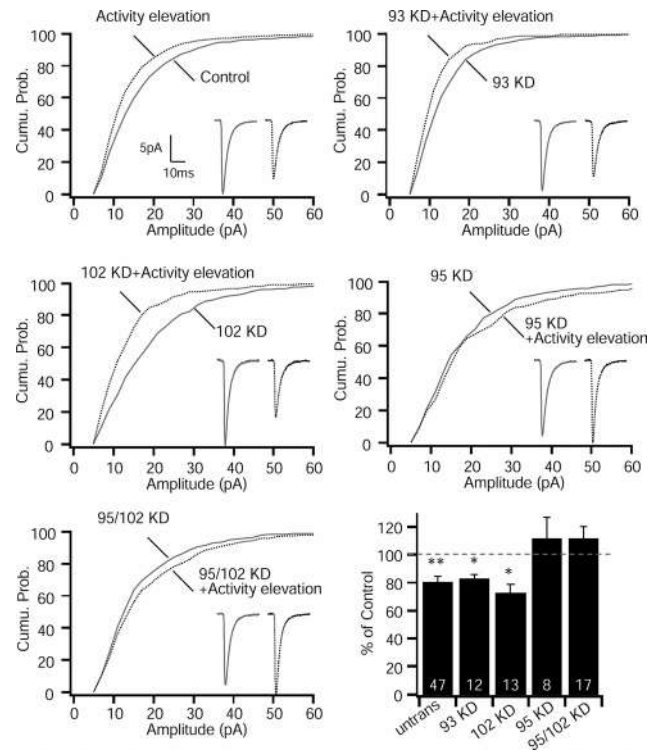 Activity elevation
Control
100
80
60
40
20
0
Cumu. Prob.
5pA
10ms
0 10 20 30 40 50 60
Amplitude (pA)
93 KD+Activity elevation
93 KD
100
80
60
40
20
0
Cumu. Prob.
0 10 20 30 40 50 60
Amplitude (pA)
102 KD+Activity elevation
102 KD
100
80
60
40
20
0
Cumu. Prob.
0 10 20 30 40 50 60
Amplitude (pA)
95 KD
95 KD
+Activity elevation
100
80
60
40
20
0
Cumu. Prob.
0 10 20 30 40 50 60
Amplitude (pA)
95/102 KD
95/102 KD
+Activity elevation
100
80
60
40
20
0
Cumu. Prob.
0 10 20 30 40 50 60
Amplitude (pA)
120
100
80
60
40
20
0
% of Control
** * *
47 12 13 8 17
untrans 93 KD 102 KD 95 KD 95/102 KD